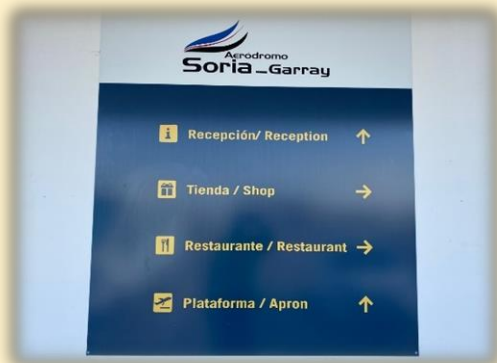 Aerodromo
Soria_Garray
Recepción/ Reception ↑
Tienda / Shop →
Restaurante / Restaurant →
Plataforma / Apron ↑